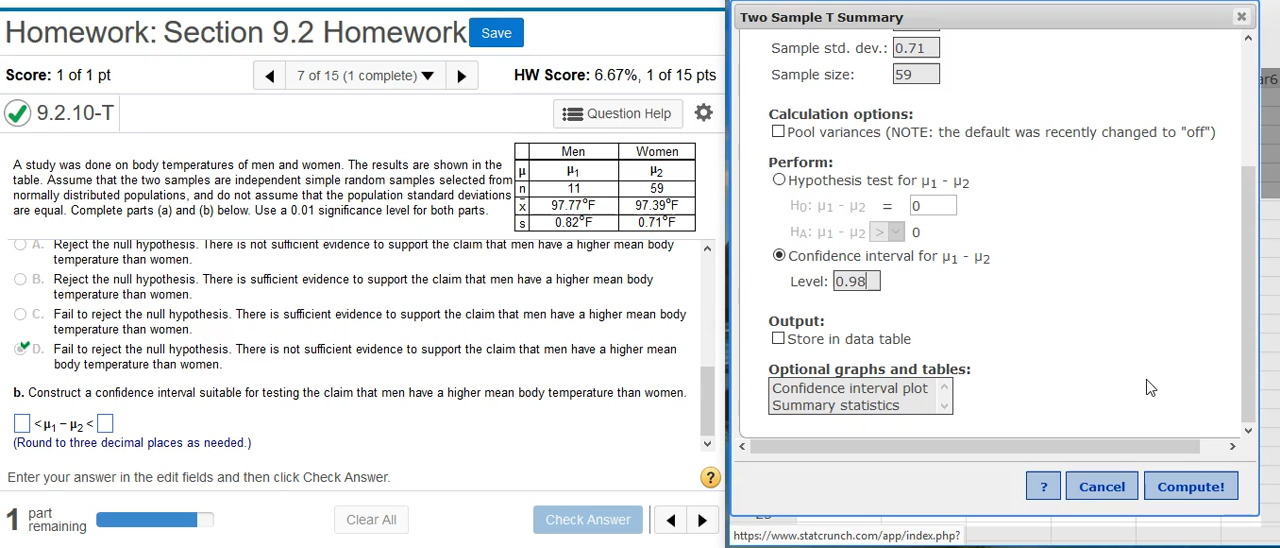 Homework: Section 9.2 Homework
Save
Score: 1 of 1 pt
7 of 15 (1 complete)
HW Score: 6.67%, 1 of 15 pts
9.2.10-T
Question Help
A study was done on body temperatures of men and women. The results are shown in the
table. Assume that the two samples are independent simple random samples selected from
normally distributed populations, and do not assume that the population standard deviations
are equal. Complete parts (a) and (b) below. Use a 0.01 significance level for both parts.
Men Women
μ μ1 μ2
n 11 59
x̄ 97.77°F 97.39°F
s 0.82°F 0.71°F
A. Reject the null hypothesis. There is not sufficient evidence to support the claim that men have a higher mean body
temperature than women.
B. Reject the null hypothesis. There is sufficient evidence to support the claim that men have a higher mean body
temperature than women.
C. Fail to reject the null hypothesis. There is sufficient evidence to support the claim that men have a higher mean body
temperature than women.
D. Fail to reject the null hypothesis. There is not sufficient evidence to support the claim that men have a higher mean
body temperature than women.
b. Construct a confidence interval suitable for testing the claim that men have a higher mean body temperature than women.
< μ1 − μ2 <
(Round to three decimal places as needed.)
Enter your answer in the edit fields and then click Check Answer.
?
1 part
remaining
Clear All
Check Answer
Two Sample T Summary
Sample std. dev.: 0.71
Sample size: 59
Calculation options:
Pool variances (NOTE: the default was recently changed to "off")
Perform:
Hypothesis test for μ1 - μ2
H0: μ1 - μ2 = 0
HA: μ1 - μ2 > 0
Confidence interval for μ1 - μ2
Level: 0.98
Output:
Store in data table
Optional graphs and tables:
Confidence interval plot
Summary statistics
?
Cancel
Compute!
https://www.statcrunch.com/app/index.php?
ar6